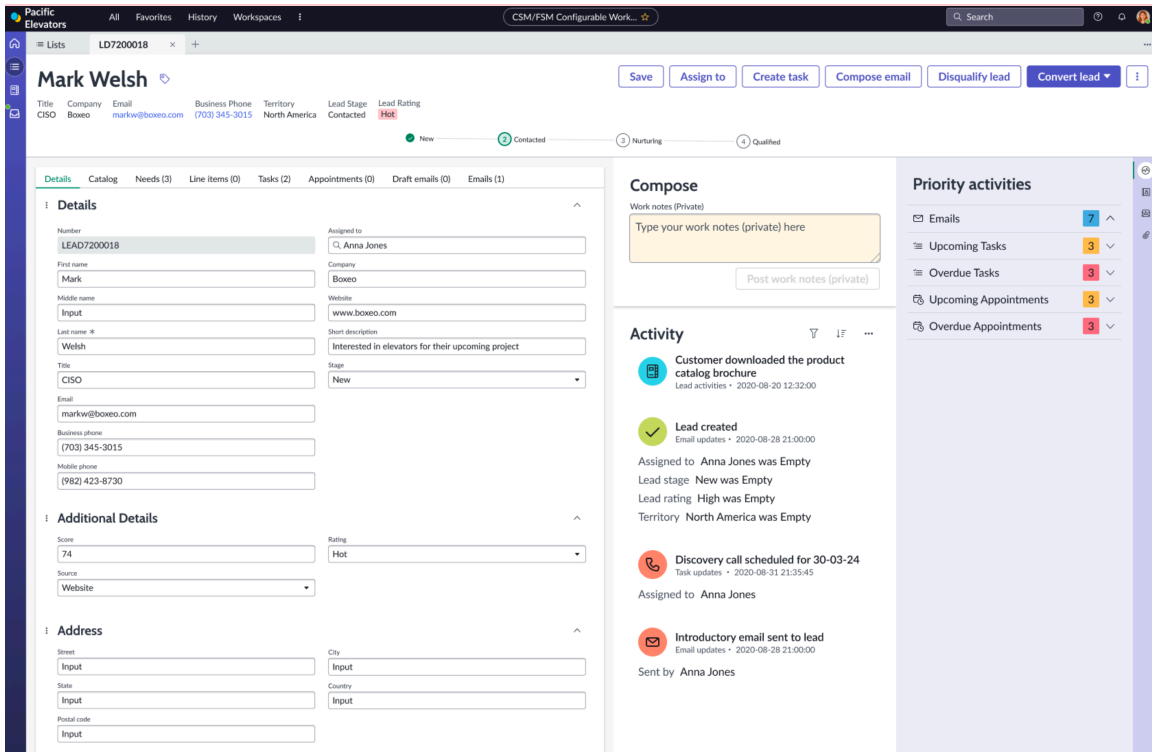 Pacific Elevators All Favorites History Workspaces CSM/FSM Configurable Work... Search
Lists LD7200018
Mark Welsh Save Assign to Create task Compose email Disqualify lead Convert lead
Title Company Email Business Phone Territory Lead Stage Lead Rating
CISO Boxeo markw@boxeo.com (703) 345-3015 North America Contacted Hot
New 2 Contacted 3 Nurturing 4 Qualified
Details Catalog Needs (3) Line items (0) Tasks (2) Appointments (0) Draft emails (0) Emails (1)
Details
Number
LEAD7200018
First name
Mark
Middle name
Input
Last name *
Welsh
Title
CISO
Email
markw@boxeo.com
Business phone
(703) 345-3015
Mobile phone
(982) 423-8730
Assigned to
Anna Jones
Company
Boxeo
Website
www.boxeo.com
Short description
Interested in elevators for their upcoming project
Stage
New
Additional Details
Score
74
Source
Website
Rating
Hot
Address
Street
Input
State
Input
Postal code
Input
City
Input
Country
Input
Compose
Work notes (Private)
Type your work notes (private) here
Post work notes (private)
Activity
Customer downloaded the product
catalog brochure
Lead activities • 2020-08-20 12:32:00
Lead created
Email updates • 2020-08-28 21:00:00
Assigned to Anna Jones was Empty
Lead stage New was Empty
Lead rating High was Empty
Territory North America was Empty
Discovery call scheduled for 30-03-24
Task updates • 2020-08-31 21:35:45
Assigned to Anna Jones
Introductory email sent to lead
Email updates • 2020-08-28 21:00:00
Sent by Anna Jones
Priority activities
Emails 7
Upcoming Tasks 3
Overdue Tasks 3
Upcoming Appointments 3
Overdue Appointments 3